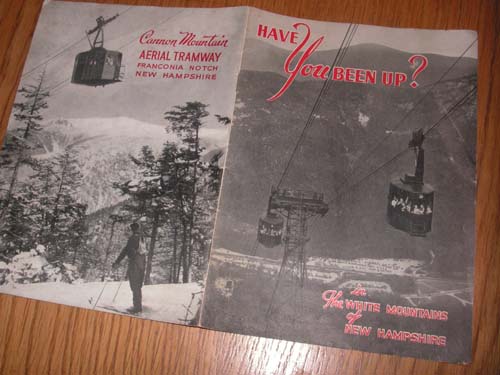 Cannon Mountain
AERIAL TRAMWAY
FRANCONIA NOTCH
NEW HAMPSHIRE
HAVE
You BEEN UP?
in
The WHITE MOUNTAINS
of
NEW HAMPSHIRE